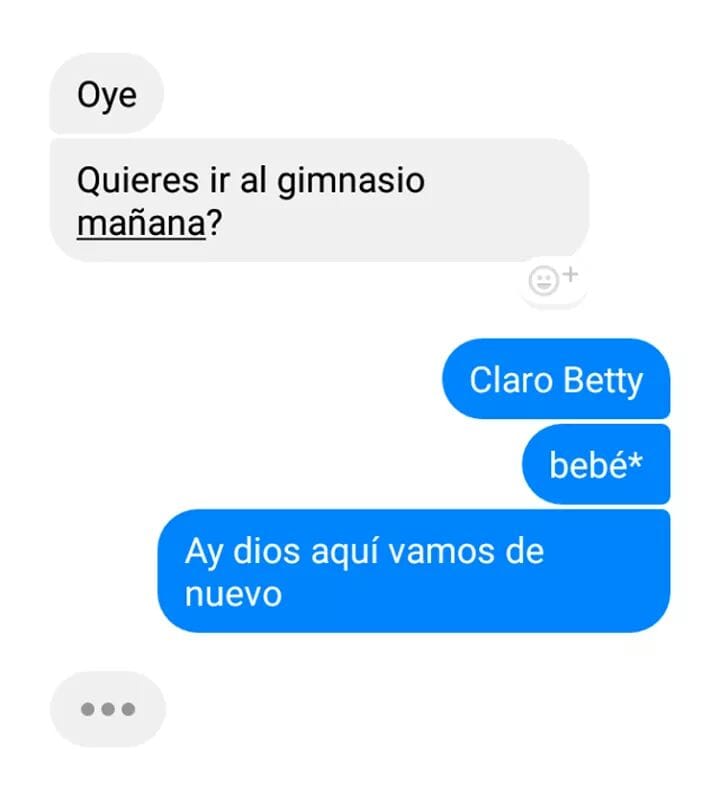 Oye
Quieres ir al gimnasio
mañana?
Claro Betty
bebé*
Ay dios aquí vamos de
nuevo